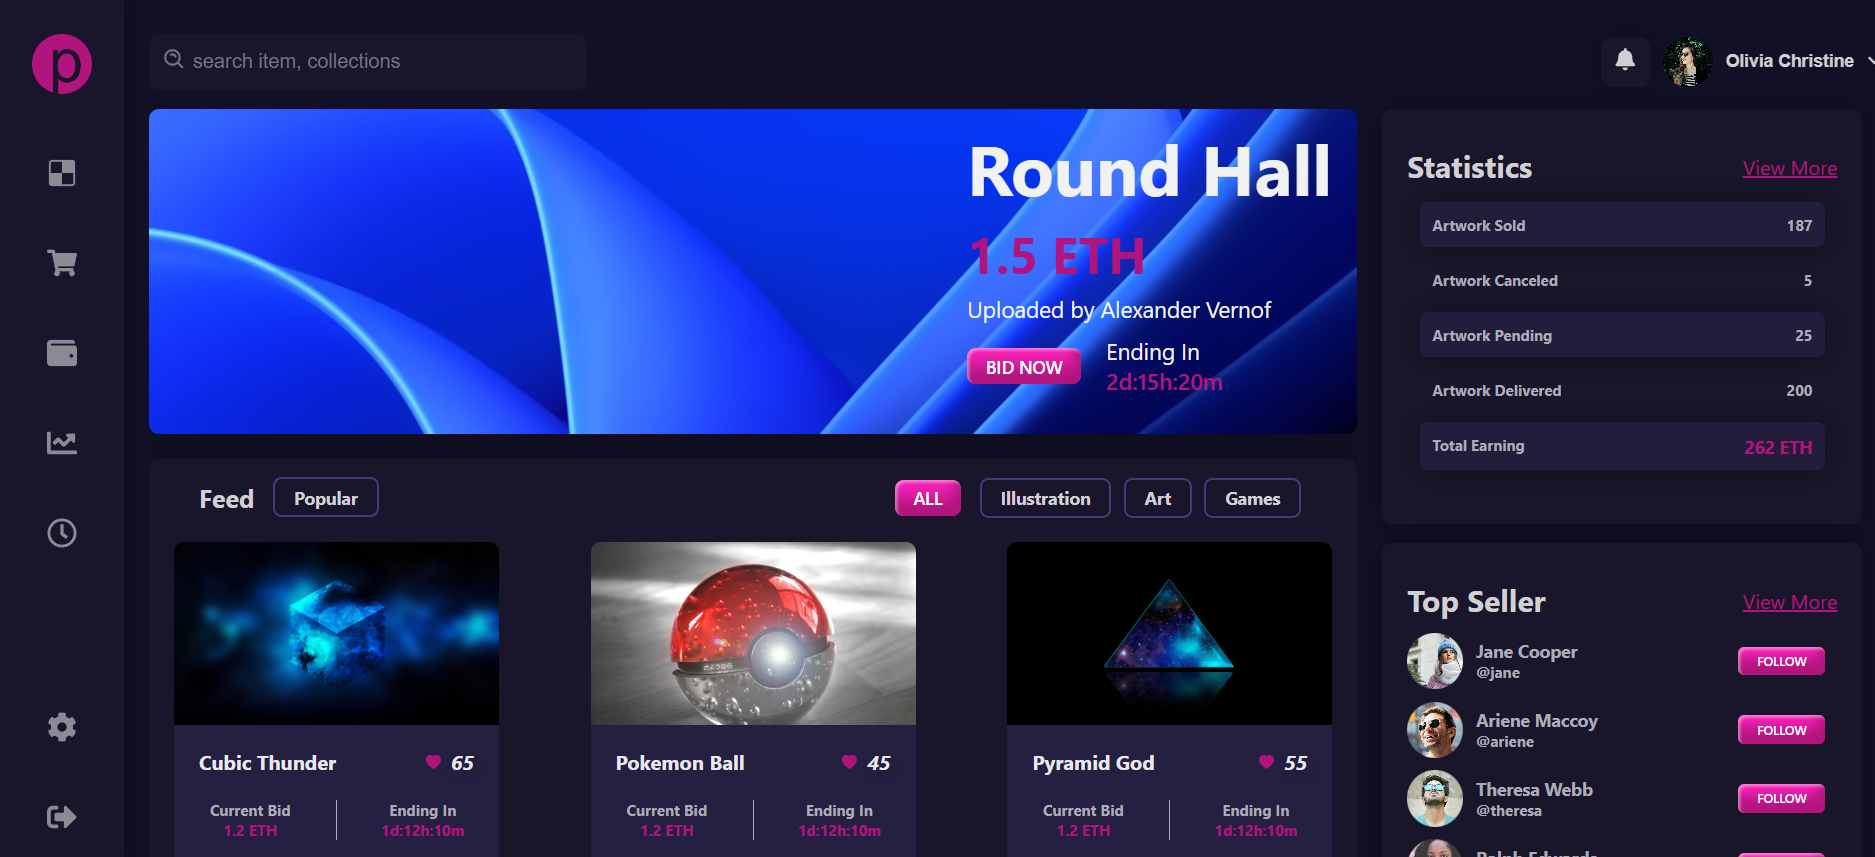 p
search item, collections
Olivia Christine
Round Hall
1.5 ETH
Uploaded by Alexander Vernof
BID NOW
Ending In
2d:15h:20m
Statistics
View More
Artwork Sold 187
Artwork Canceled 5
Artwork Pending 25
Artwork Delivered 200
Total Earning 262 ETH
Feed
Popular
ALL
Illustration
Art
Games
Cubic Thunder
65
Current Bid
1.2 ETH
Ending In
1d:12h:10m
Pokemon Ball
45
Current Bid
1.2 ETH
Ending In
1d:12h:10m
Pyramid God
55
Current Bid
1.2 ETH
Ending In
1d:12h:10m
Top Seller
View More
Jane Cooper
@jane
FOLLOW
Ariene Maccoy
@ariene
FOLLOW
Theresa Webb
@theresa
FOLLOW
Ralph Edwards